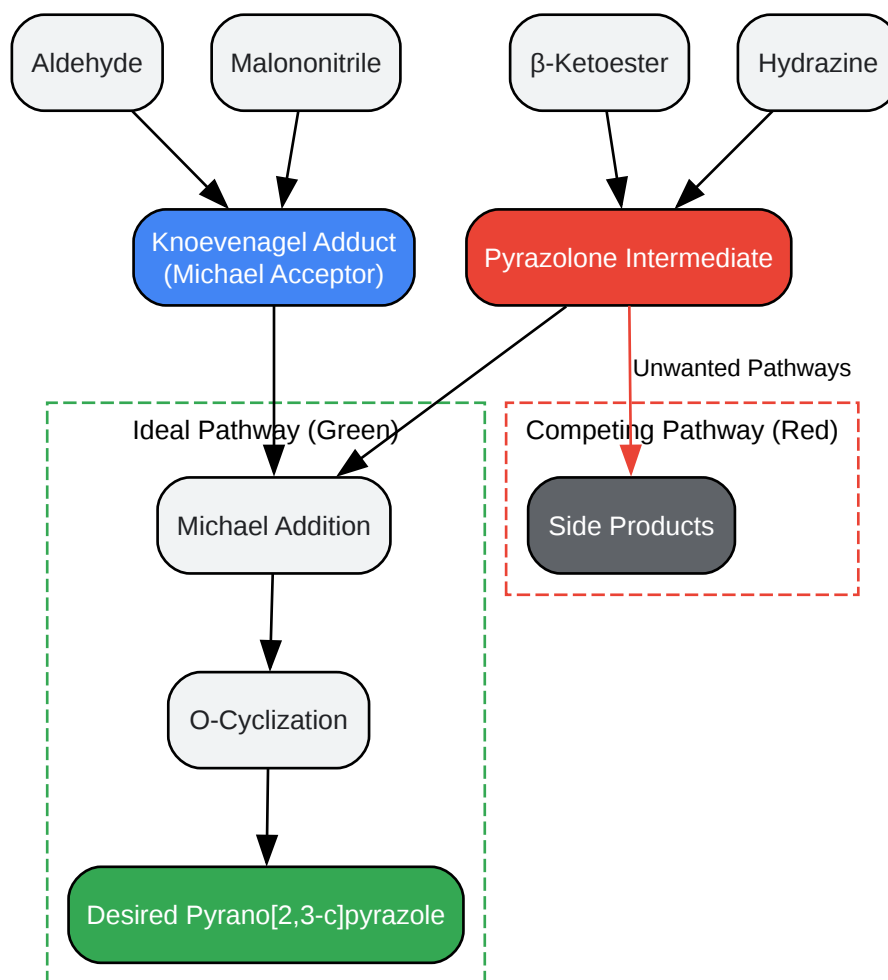 Aldehyde
Malononitrile
β-Ketoester
Hydrazine
Knoevenagel Adduct
(Michael Acceptor)
Pyrazolone Intermediate
Unwanted Pathways
Ideal Pathway (Green)
Competing Pathway (Red)
Michael Addition
Side Products
O-Cyclization
Desired Pyrano[2,3-c]pyrazole